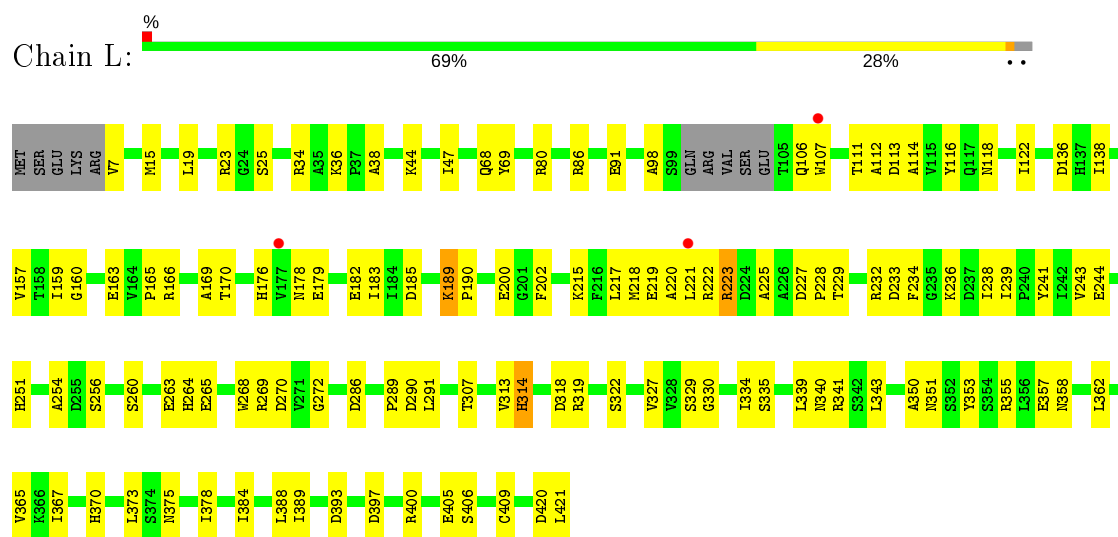 %
Chain L:
69% 28% • •
MET SER GLU LYS ARG V7 M15 L19 R23 G24 S25 R34 A35 K36 P37 A38 K44 I47 Q68 Y69 R80 R86 E91 A98 S99 GLN ARG VAL SER GLU T105 Q106 W107 T111 A112 D113 A114 V115 Y116 Q117 N118 I122 D136 H137 I138
V157 T158 I159 G160 E163 V164 P165 R166 A169 T170 H176 V177 N178 E179 E182 I183 I184 D185 K189 P190 E200 G201 F202 K215 F216 L217 M218 E219 A220 L221 R222 R223 D224 A225 A226 D227 P228 T229 R232 D233 F234 G235 K236 D237 I238 I239 P240 Y241 I242 V243 E244
H251 A254 D255 S256 S260 E263 H264 E265 W268 R269 D270 V271 G272 D286 P289 D290 L291 T307 V313 H314 D318 R319 S322 V327 V328 S329 G330 I334 S335 L339 N340 R341 S342 L343 A350 N351 S352 Y353 S354 R355 L356 E357 N358 L362
V365 K366 I367 H370 L373 S374 N375 I378 I384 L388 I389 D393 D397 R400 E405 S406 C409 D420 L421